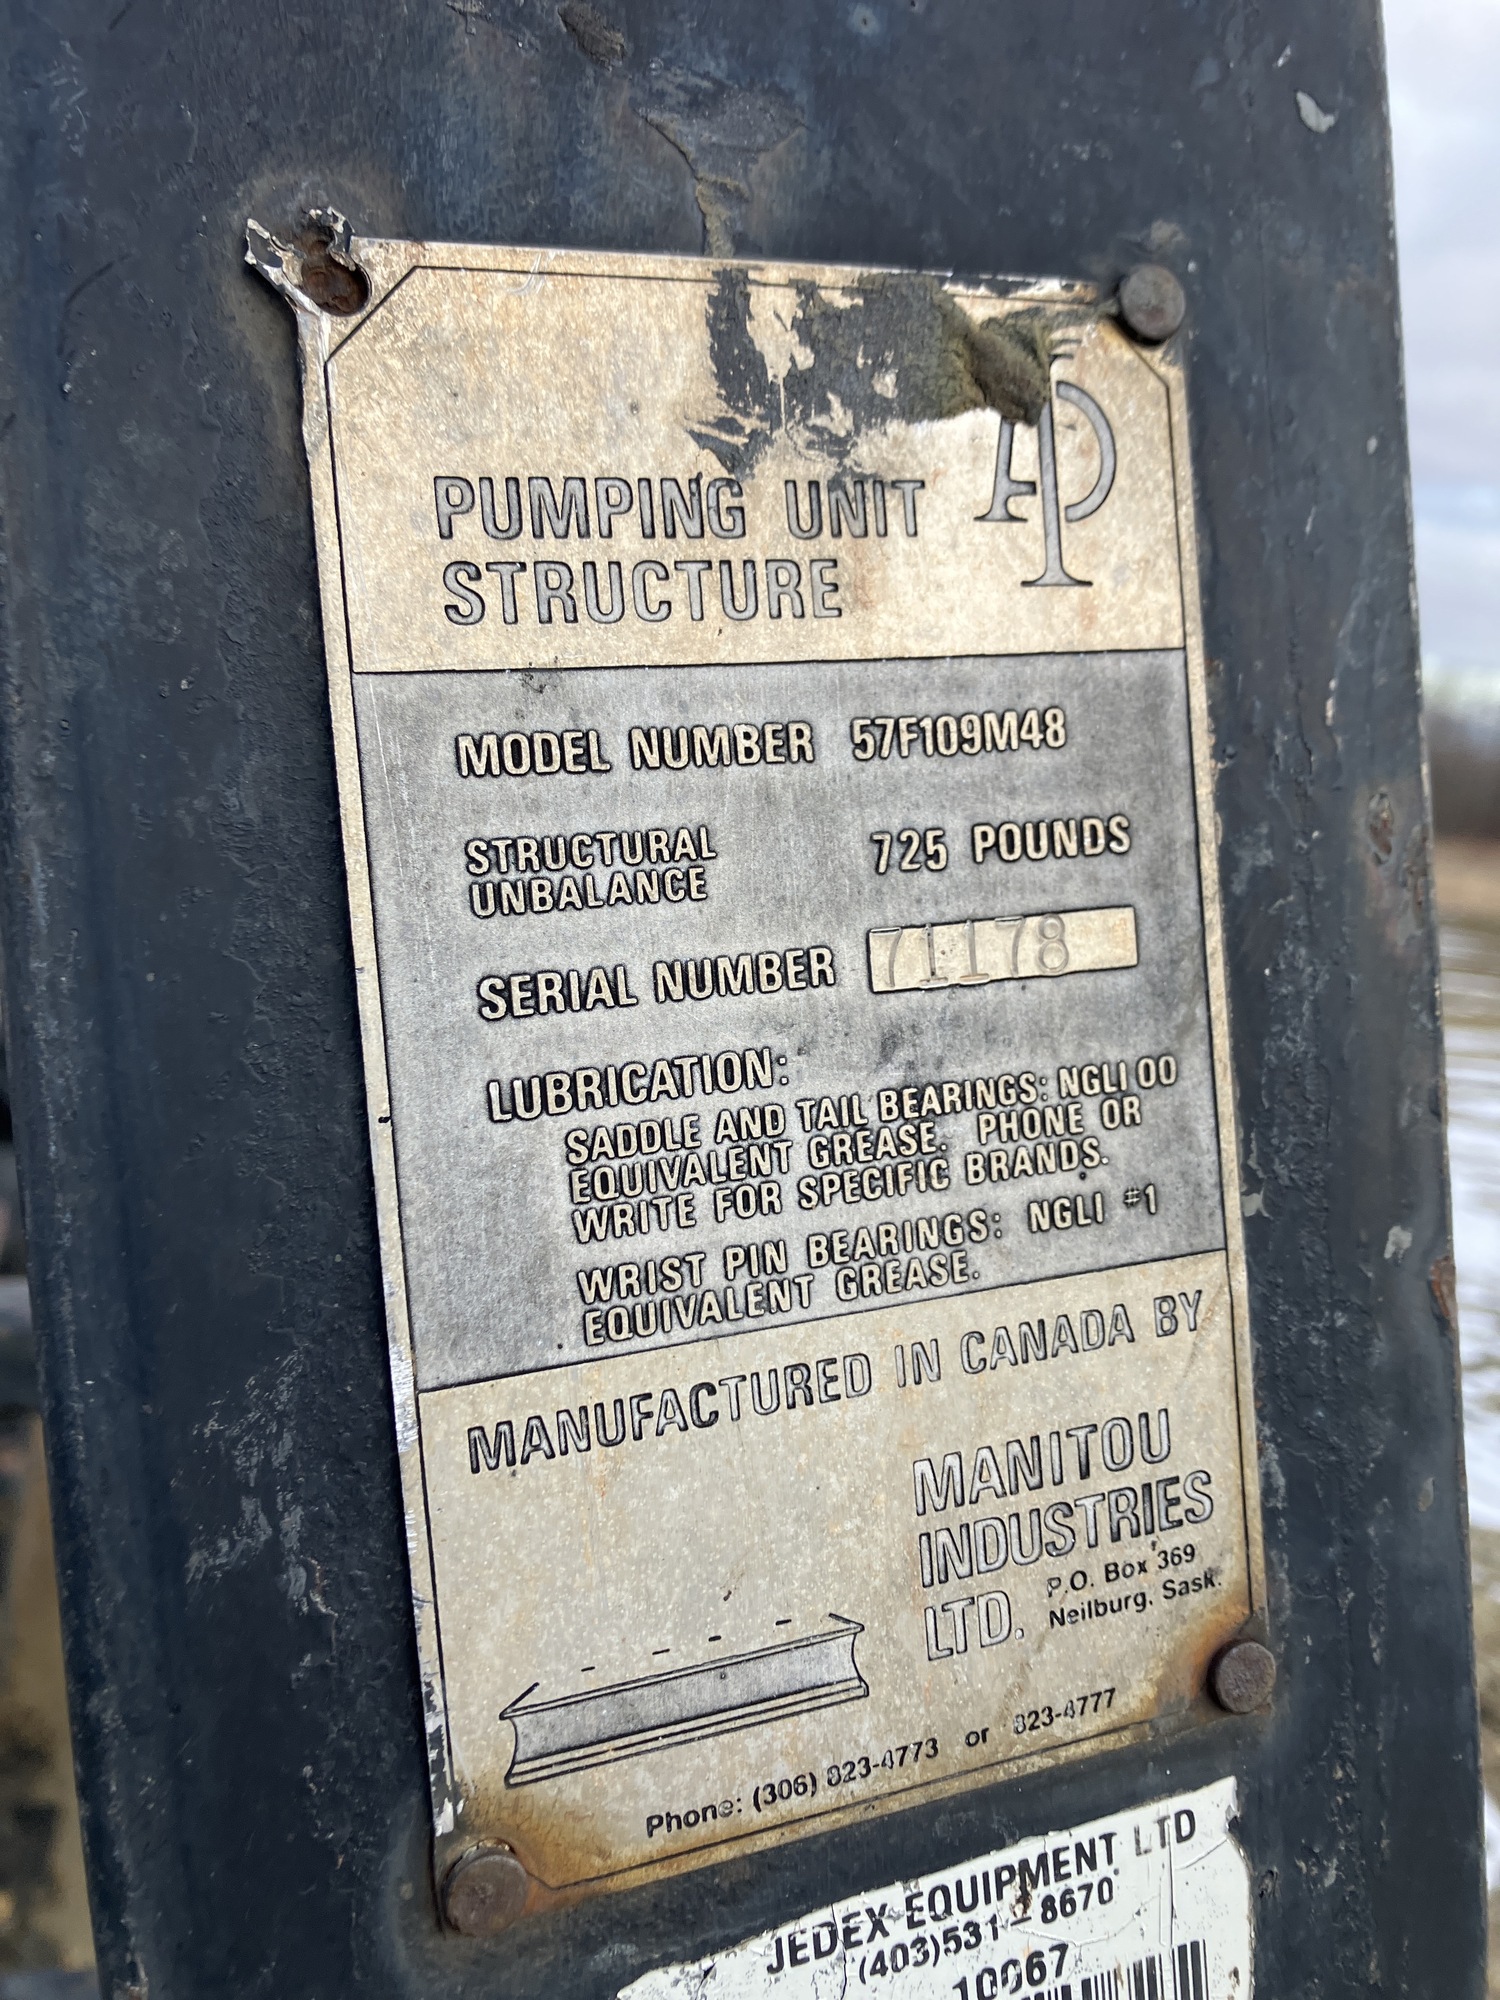 PUMPING UNIT
STRUCTURE
AP
MODEL NUMBER 57F109M48
STRUCTURAL
UNBALANCE
725 POUNDS
SERIAL NUMBER 71178
LUBRICATION:
SADDLE AND TAIL BEARINGS: NGLI 00
EQUIVALENT GREASE. PHONE OR
WRITE FOR SPECIFIC BRANDS.
WRIST PIN BEARINGS: NGLI #1
EQUIVALENT GREASE.
MANUFACTURED IN CANADA BY
MANITOU
INDUSTRIES
LTD.
P.O. Box 369
Neilburg, Sask.
Phone: (306) 823-4773 or 823-4777
JEDEX EQUIPMENT LTD
(403)531-8670
10067